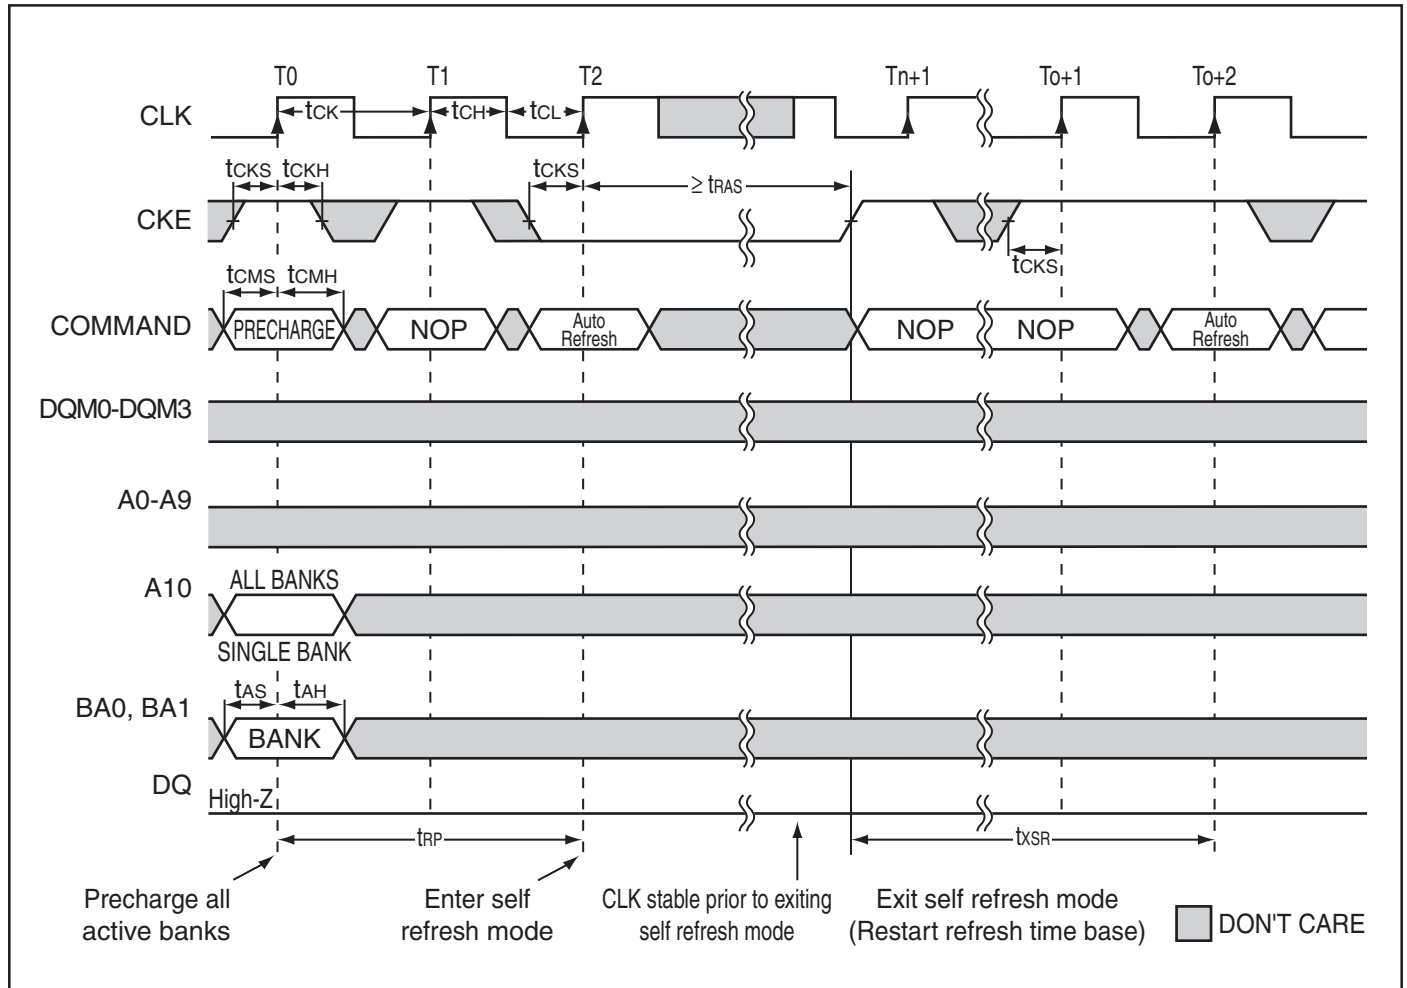 T0 T1 T2 Tn+1 To+1 To+2
CLK
tCK tCH tCL
tCKS tCKH tCKS ≥ tRAS
CKE
tCKS
tCMS tCMH
COMMAND
PRECHARGE NOP Auto Refresh NOP NOP Auto Refresh
DQM0-DQM3
A0-A9
A10
ALL BANKS
SINGLE BANK
tAS tAH
BA0, BA1
BANK
DQ
High-Z
tRP tXSR
Precharge all
active banks
Enter self
refresh mode
CLK stable prior to exiting
self refresh mode
Exit self refresh mode
(Restart refresh time base)
DON'T CARE